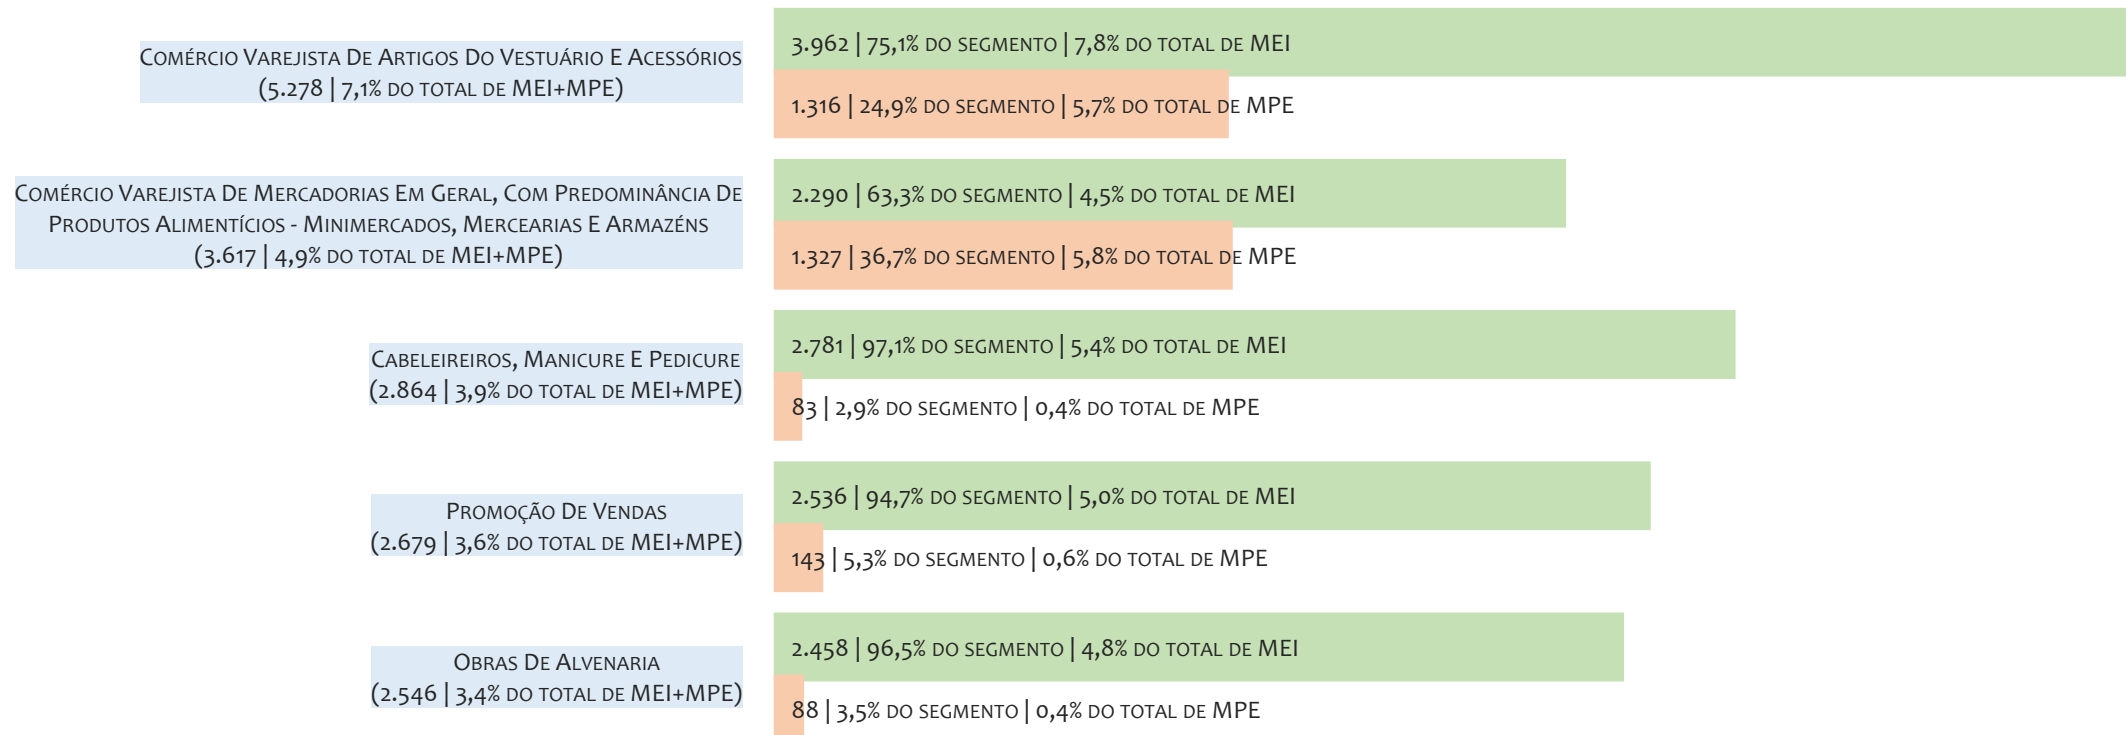 Comércio Varejista De Artigos Do Vestuário E Acessórios
(5.278 | 7,1% do total de MEI+MPE)
3.962 | 75,1% do segmento | 7,8% do total de MEI
1.316 | 24,9% do segmento | 5,7% do total de MPE
Comércio Varejista De Mercadorias Em Geral, Com Predominância De
Produtos Alimentícios - Minimercados, Mercearias E Armazéns
(3.617 | 4,9% do total de MEI+MPE)
2.290 | 63,3% do segmento | 4,5% do total de MEI
1.327 | 36,7% do segmento | 5,8% do total de MPE
Cabeleireiros, Manicure E Pedicure
(2.864 | 3,9% do total de MEI+MPE)
2.781 | 97,1% do segmento | 5,4% do total de MEI
83 | 2,9% do segmento | 0,4% do total de MPE
Promoção De Vendas
(2.679 | 3,6% do total de MEI+MPE)
2.536 | 94,7% do segmento | 5,0% do total de MEI
143 | 5,3% do segmento | 0,6% do total de MPE
Obras De Alvenaria
(2.546 | 3,4% do total de MEI+MPE)
2.458 | 96,5% do segmento | 4,8% do total de MEI
88 | 3,5% do segmento | 0,4% do total de MPE